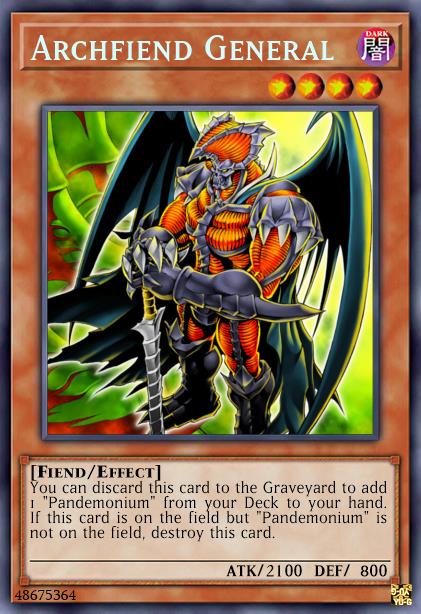 ARCHFIEND GENERAL
DARK
闇
[FIEND/EFFECT]
You can discard this card to the Graveyard to add
1 "Pandemonium" from your Deck to your hand.
If this card is on the field but "Pandemonium" is
not on the field, destroy this card.
ATK/2100 DEF/ 800
48675364